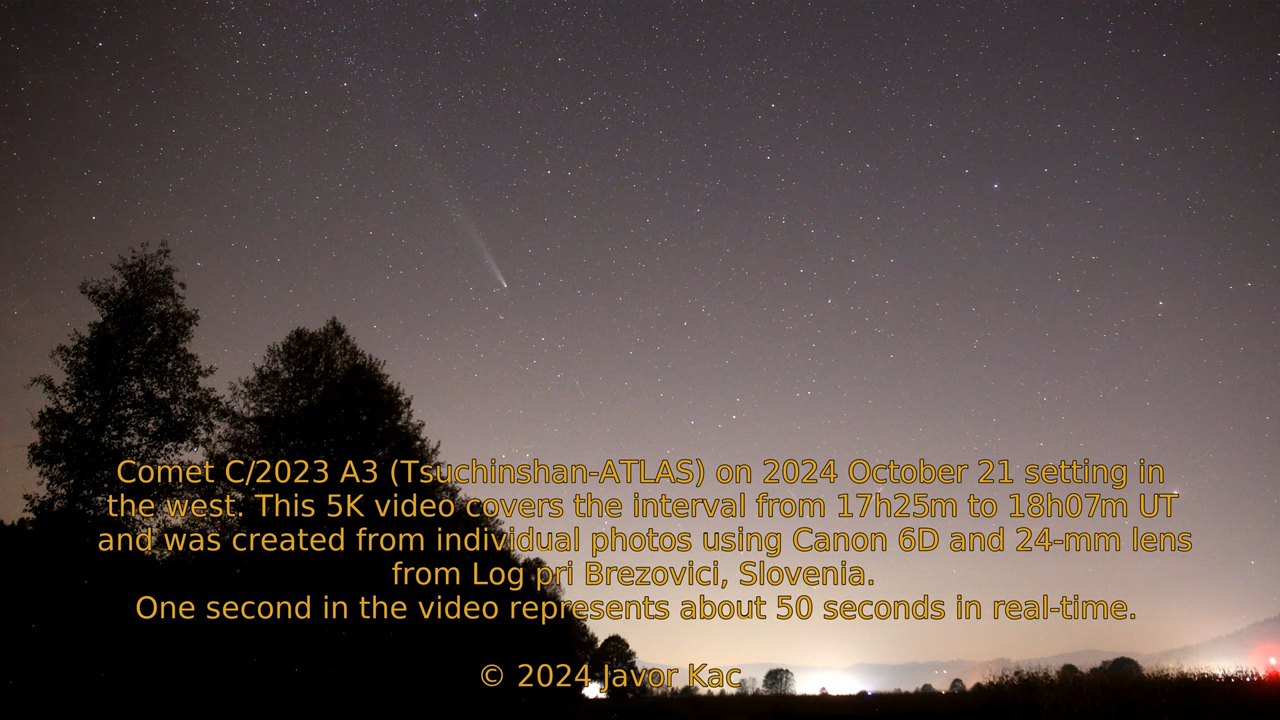 Comet C/2023 A3 (Tsuchinshan-ATLAS) on 2024 October 21 setting in
the west. This 5K video covers the interval from 17h25m to 18h07m UT
and was created from individual photos using Canon 6D and 24-mm lens
from Log pri Brezovici, Slovenia.
One second in the video represents about 50 seconds in real-time.
© 2024 Javor Kac